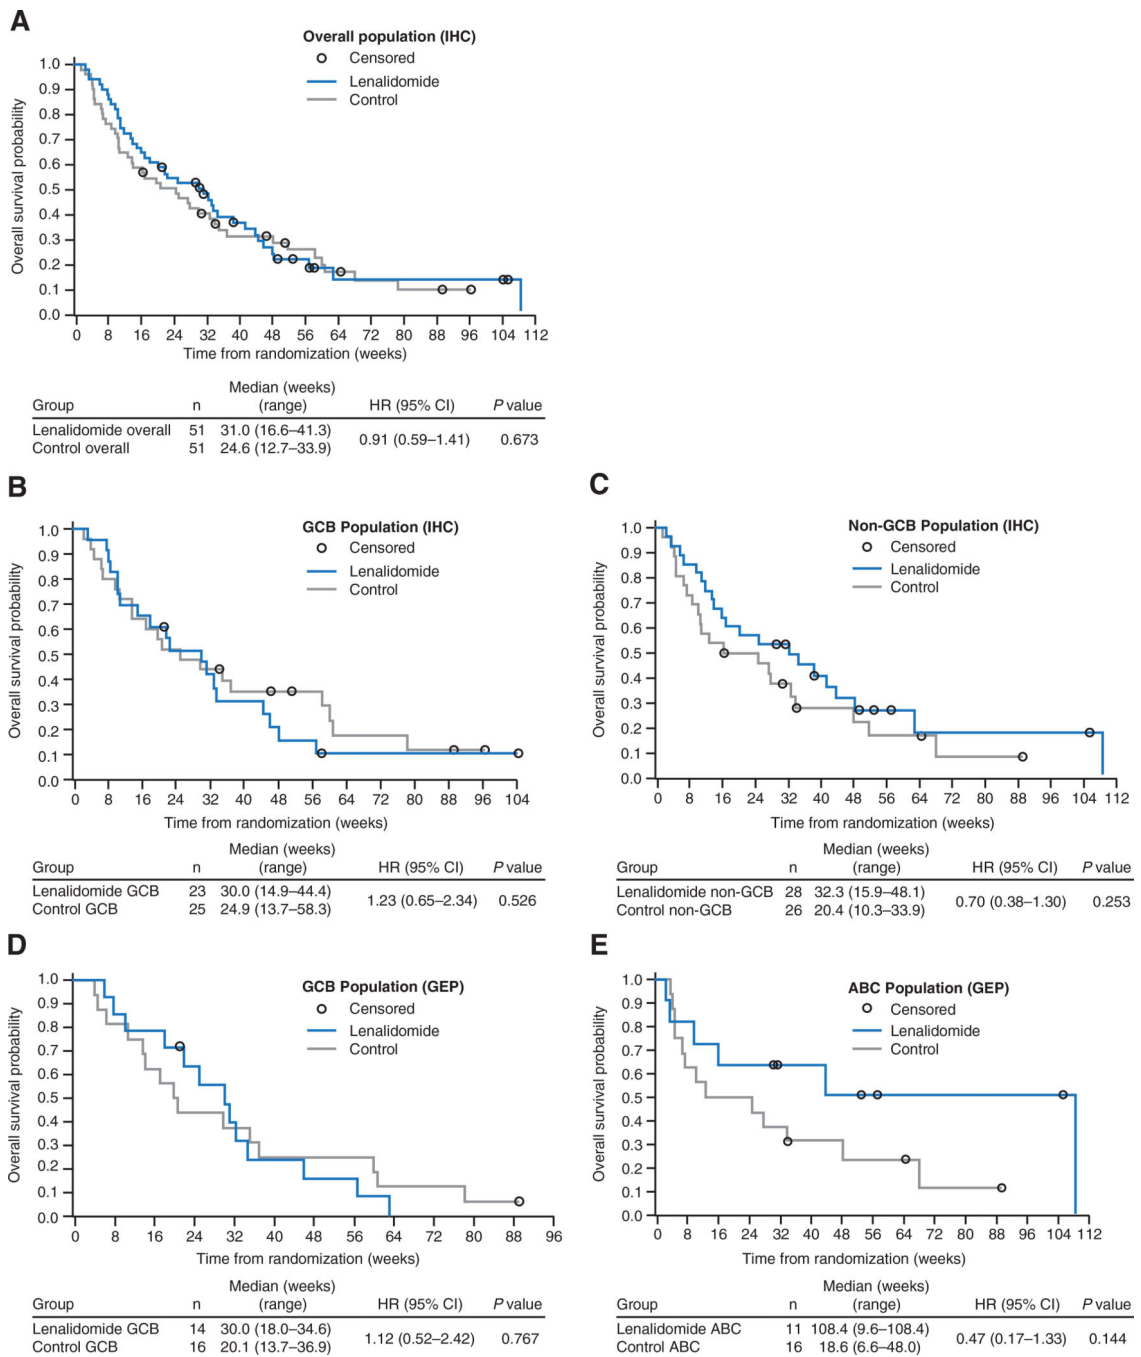 A
Overall population (IHC)
Censored
Lenalidomide
Control
Overall survival probability
1.0
0.9
0.8
0.7
0.6
0.5
0.4
0.3
0.2
0.1
0.0
0 8 16 24 32 40 48 56 64 72 80 88 96 104 112
Time from randomization (weeks)
Median (weeks)
Group n (range) HR (95% CI) P value
Lenalidomide overall 51 31.0 (16.6–41.3) 0.91 (0.59–1.41) 0.673
Control overall 51 24.6 (12.7–33.9)
B
GCB Population (IHC)
Censored
Lenalidomide
Control
Overall survival probability
1.0
0.9
0.8
0.7
0.6
0.5
0.4
0.3
0.2
0.1
0.0
0 8 16 24 32 40 48 56 64 72 80 88 96 104
Time from randomization (weeks)
Median (weeks)
Group n (range) HR (95% CI) P value
Lenalidomide GCB 23 30.0 (14.9–44.4) 1.23 (0.65–2.34) 0.526
Control GCB 25 24.9 (13.7–58.3)
C
Non-GCB Population (IHC)
Censored
Lenalidomide
Control
Overall survival probability
1.0
0.9
0.8
0.7
0.6
0.5
0.4
0.3
0.2
0.1
0.0
0 8 16 24 32 40 48 56 64 72 80 88 96 104 112
Time from randomization (weeks)
Median (weeks)
Group n (range) HR (95% CI) P value
Lenalidomide non-GCB 28 32.3 (15.9–48.1) 0.70 (0.38–1.30) 0.253
Control non-GCB 26 20.4 (10.3–33.9)
D
GCB Population (GEP)
Censored
Lenalidomide
Control
Overall survival probability
1.0
0.9
0.8
0.7
0.6
0.5
0.4
0.3
0.2
0.1
0.0
0 8 16 24 32 40 48 56 64 72 80 88 96
Time from randomization (weeks)
Median (weeks)
Group n (range) HR (95% CI) P value
Lenalidomide GCB 14 30.0 (18.0–34.6) 1.12 (0.52–2.42) 0.767
Control GCB 16 20.1 (13.7–36.9)
E
ABC Population (GEP)
Censored
Lenalidomide
Control
Overall survival probability
1.0
0.9
0.8
0.7
0.6
0.5
0.4
0.3
0.2
0.1
0.0
0 8 16 24 32 40 48 56 64 72 80 88 96 104 112
Time from randomization (weeks)
Median (weeks)
Group n (range) HR (95% CI) P value
Lenalidomide ABC 11 108.4 (9.6–108.4) 0.47 (0.17–1.33) 0.144
Control ABC 16 18.6 (6.6–48.0)